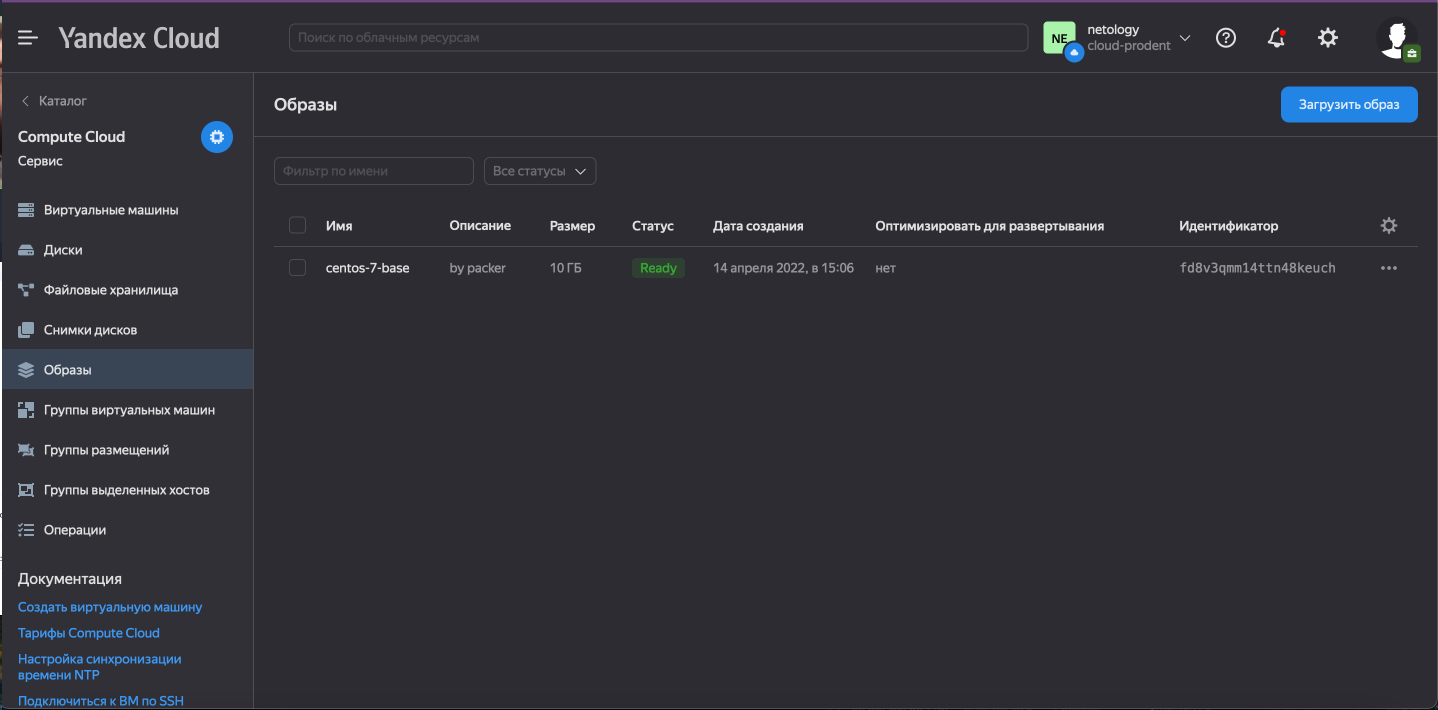 Yandex Cloud
Поиск по облачным ресурсам
NE
netology
cloud-prodent
Каталог
Compute Cloud
Сервис
Виртуальные машины
Диски
Файловые хранилища
Снимки дисков
Образы
Группы виртуальных машин
Группы размещений
Группы выделенных хостов
Операции
Документация
Создать виртуальную машину
Тарифы Compute Cloud
Настройка синхронизации
времени NTP
Подключиться к ВМ по SSH
Образы
Загрузить образ
Фильтр по имени
Все статусы
Имя Описание Размер Статус Дата создания Оптимизировать для развертывания Идентификатор
centos-7-base by packer 10 ГБ Ready 14 апреля 2022, в 15:06 нет fd8v3qmm14ttn48keuch